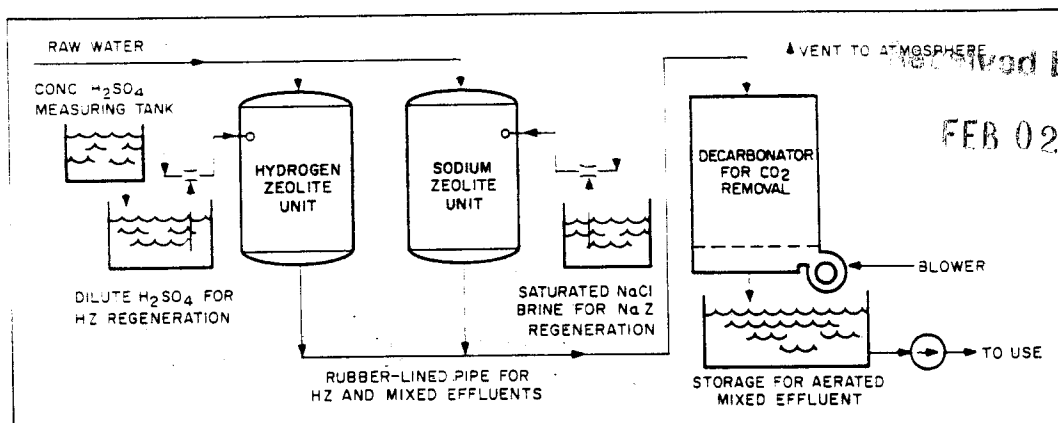 RAW WATER
VENT TO ATMOSPHERE
Received
CONC H₂SO₄
MEASURING TANK
FEB 02
HYDROGEN
ZEOLITE
UNIT
SODIUM
ZEOLITE
UNIT
DECARBONATOR
FOR CO₂
REMOVAL
BLOWER
DILUTE H₂SO₄ FOR
HZ REGENERATION
SATURATED NaCl
BRINE FOR NaZ
REGENERATION
TO USE
RUBBER-LINED PIPE FOR
HZ AND MIXED EFFLUENTS
STORAGE FOR AERATED
MIXED EFFLUENT